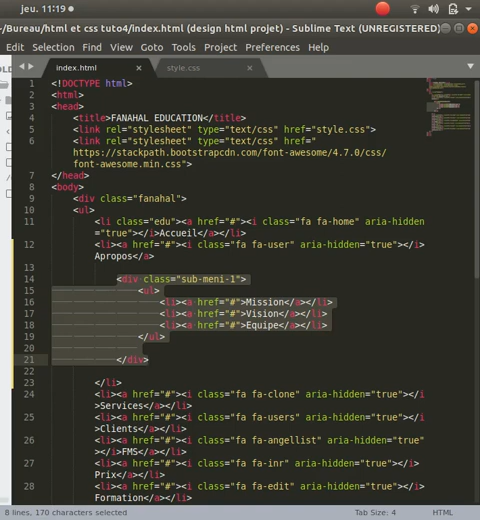 jeu. 11:19
~/Bureau/html et css tuto4/index.html (design html projet) - Sublime Text (UNREGISTERED)
Edit Selection Find View Goto Tools Project Preferences Help
index.html × style.css ×
1 <!DOCTYPE html>
2 <html>
3 <head>
4 <title>FANAHAL EDUCATION</title>
5 <link rel="stylesheet" type="text/css" href="style.css">
6 <link rel="stylesheet" type="text/css" href="
https://stackpath.bootstrapcdn.com/font-awesome/4.7.0/css/
font-awesome.min.css">
7 </head>
8 <body>
9 <div class="fanahal">
10 <ul>
11 <li class="edu"><a href="#"><i class="fa fa-home" aria-hidden
="true"></i>Accueil</a></li>
12 <li><a href="#"><i class="fa fa-user" aria-hidden="true"></i>
Apropos</a>
13
14 <div class="sub-meni-1">
15 <ul>
16 <li><a href="#">Mission</a></li>
17 <li><a href="#">Vision</a></li>
18 <li><a href="#">Equipe</a></li>
19 </ul>
20
21 </div>
22
23 </li>
24 <li><a href="#"><i class="fa fa-clone" aria-hidden="true"></i
>Services</a></li>
25 <li><a href="#"><i class="fa fa-users" aria-hidden="true"></i
>Clients</a></li>
26 <li><a href="#"><i class="fa fa-angellist" aria-hidden="true"
></i>FMS</a></li>
27 <li><a href="#"><i class="fa fa-inr" aria-hidden="true"></i>
Prix</a></li>
28 <li><a href="#"><i class="fa fa-edit" aria-hidden="true"></i>
Formation</a></li>
8 lines, 170 characters selected
Tab Size: 4
HTML